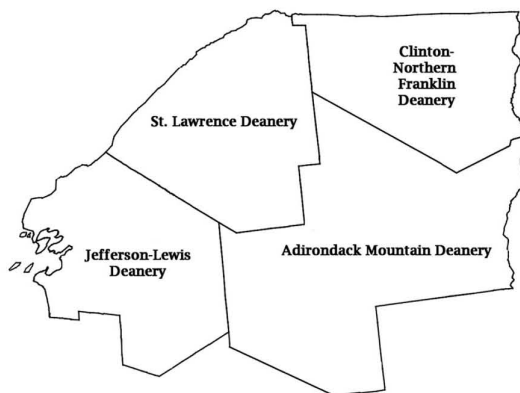 Clinton-
Northern
Franklin
Deanery
St. Lawrence Deanery
Jefferson-Lewis
Deanery
Adirondack Mountain Deanery